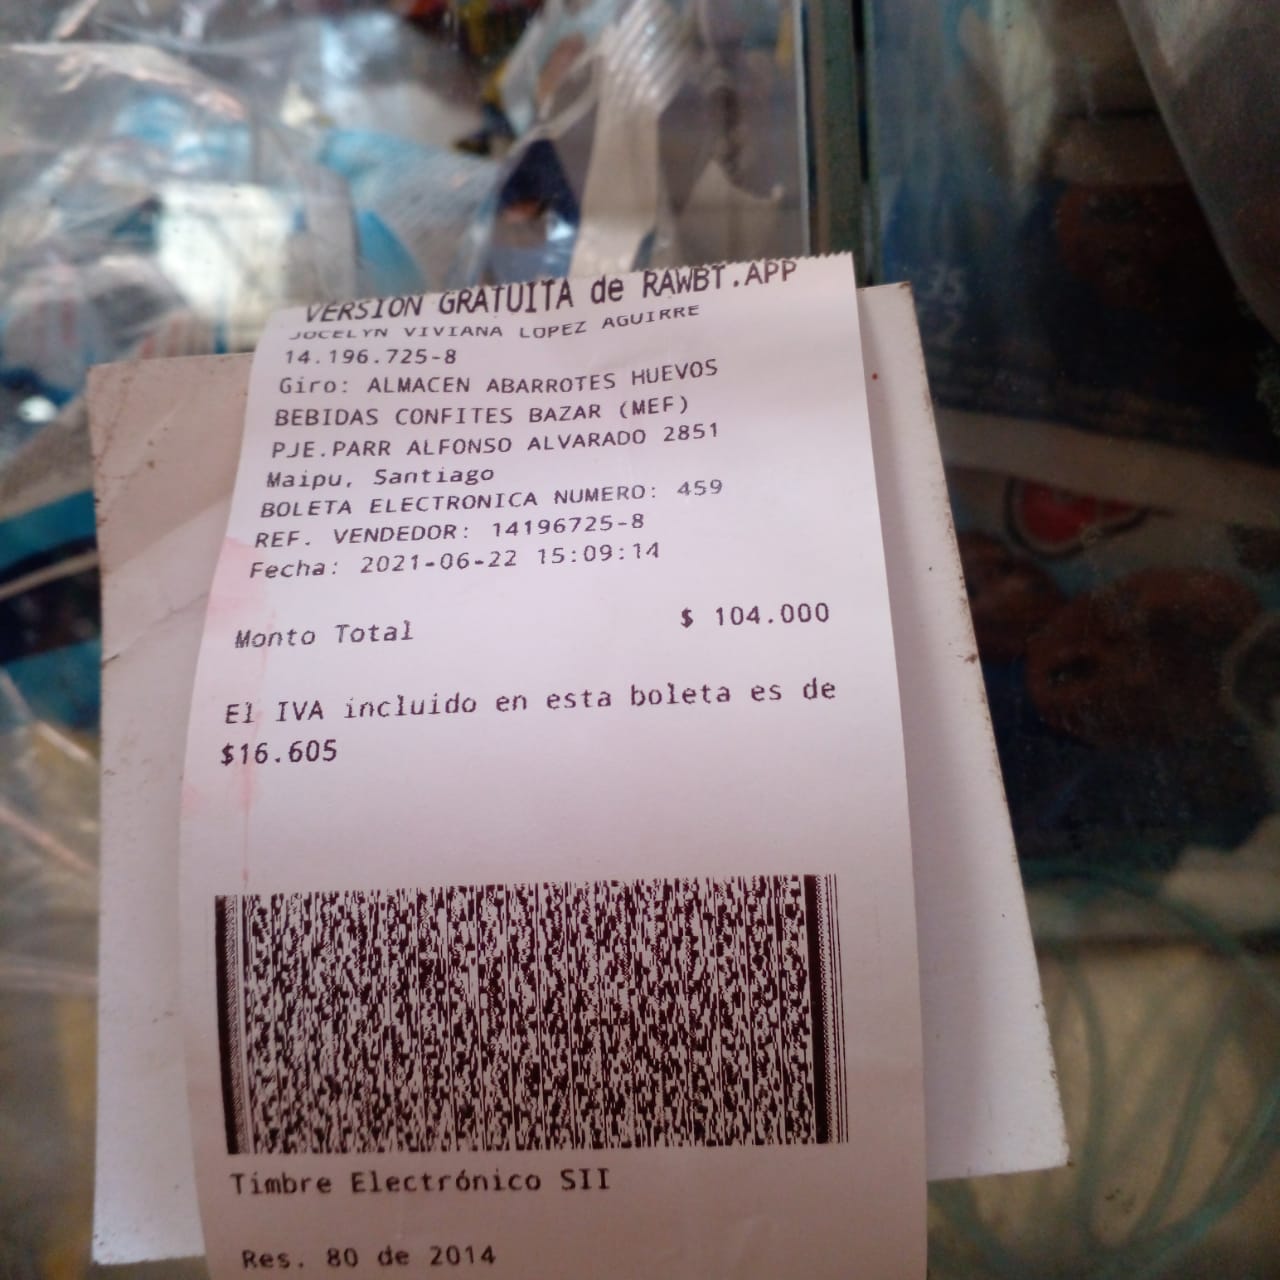 VERSION GRATUITA de RAWBT.APP
JOCELYN VIVIANA LOPEZ AGUIRRE
14.196.725-8
Giro: ALMACEN ABARROTES HUEVOS
BEBIDAS CONFITES BAZAR (MEF)
PJE.PARR ALFONSO ALVARADO 2851
Maipu, Santiago
BOLETA ELECTRONICA NUMERO: 459
REF. VENDEDOR: 14196725-8
Fecha: 2021-06-22 15:09:14
Monto Total $ 104.000
El IVA incluido en esta boleta es de
$16.605
Timbre Electrónico SII
Res. 80 de 2014